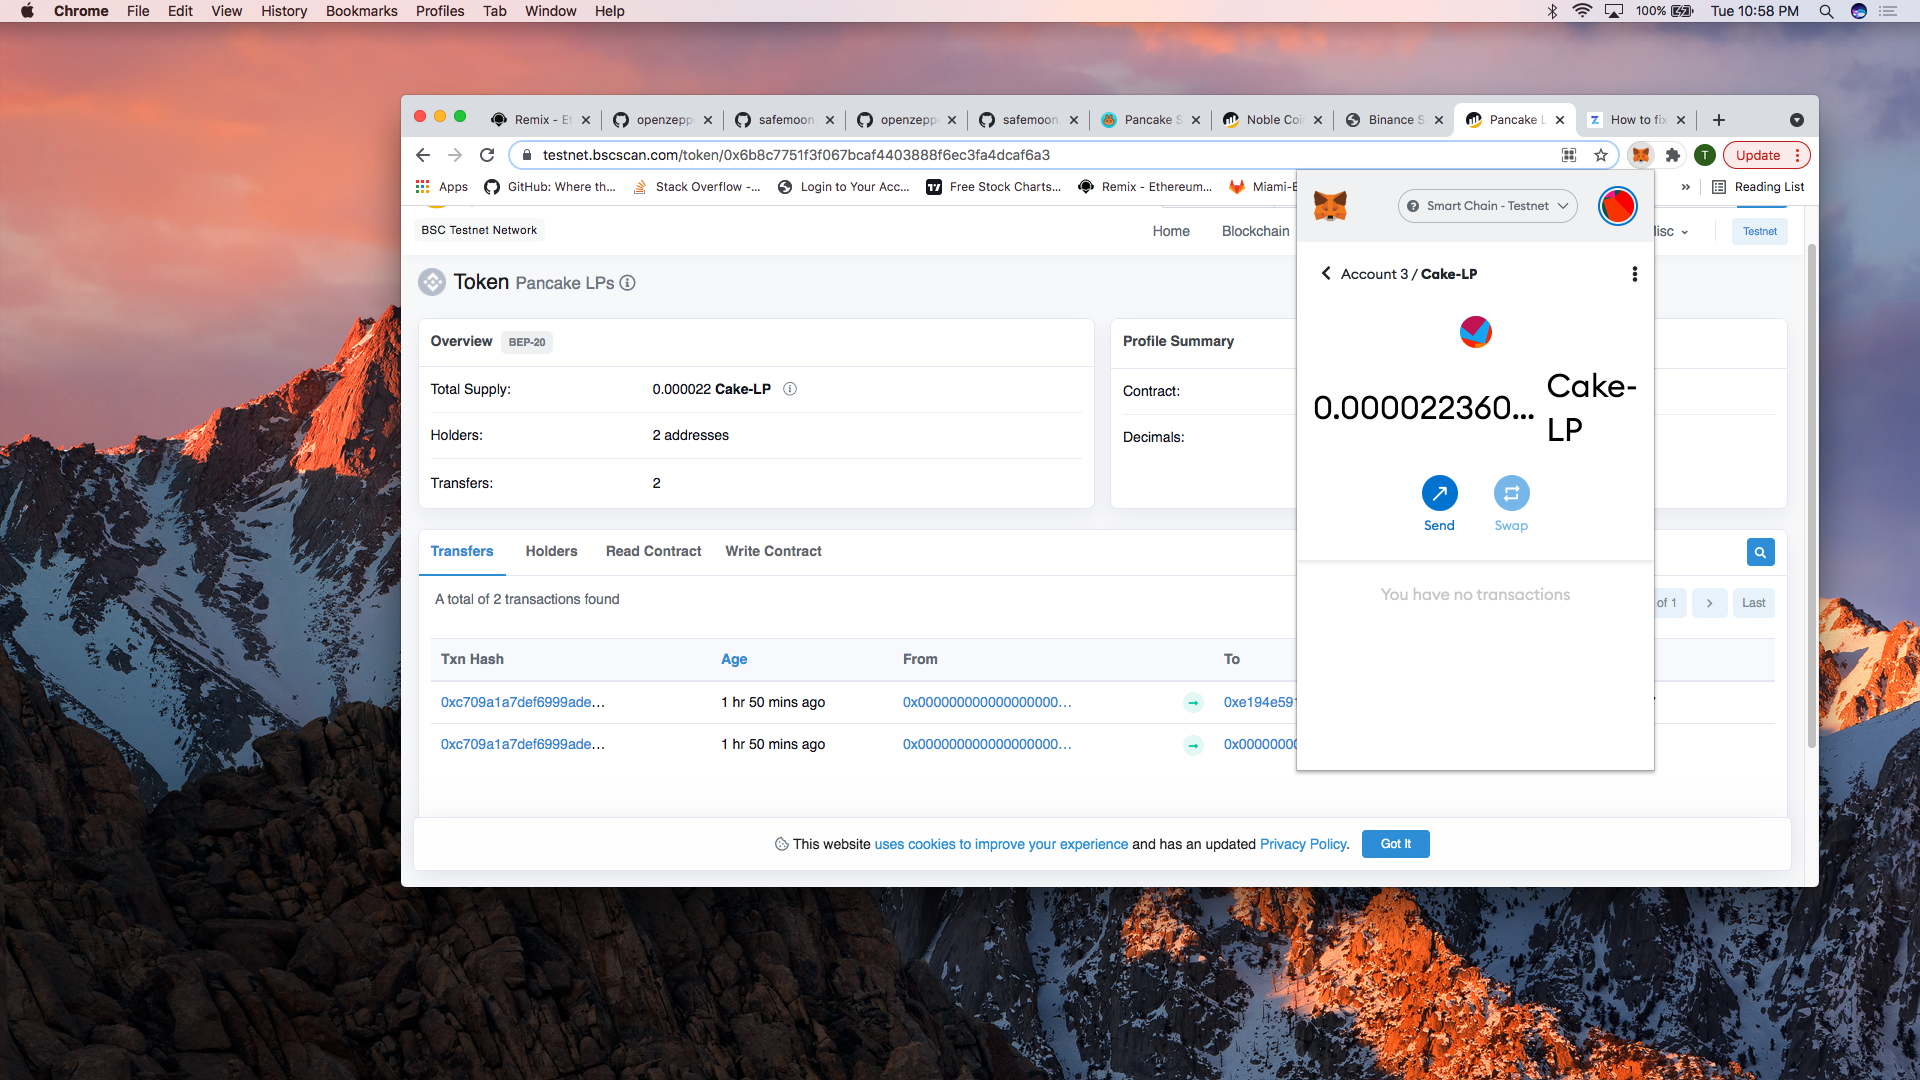 Chrome File Edit View History Bookmarks Profiles Tab Window Help 100% Tue 10:58 PM
Remix - Et openzepp safemoon. openzepp safemoon. Pancake S Noble Coi Binance S Pancake L How to fix
testnet.bscscan.com/token/0x6b8c7751f3f067bcaf4403888f6ec3fa4dcaf6a3 T Update
Apps GitHub: Where th... Stack Overflow -... Login to Your Acc... Free Stock Charts... Remix - Ethereum... Miami-E » Reading List
BSC Testnet Network Home Blockchain lisc Testnet
Token Pancake LPs
Overview BEP-20
Total Supply: 0.000022 Cake-LP
Holders: 2 addresses
Transfers: 2
Profile Summary
Contract:
Decimals:
Transfers Holders Read Contract Write Contract
A total of 2 transactions found of 1 Last
Txn Hash Age From To
0xc709a1a7def6999ade... 1 hr 50 mins ago 0x000000000000000000... 0xe194e591
0xc709a1a7def6999ade... 1 hr 50 mins ago 0x000000000000000000... 0x00000000
This website uses cookies to improve your experience and has an updated Privacy Policy. Got It
Smart Chain - Testnet
Account 3 / Cake-LP
0.000022360... Cake-
LP
Send Swap
You have no transactions